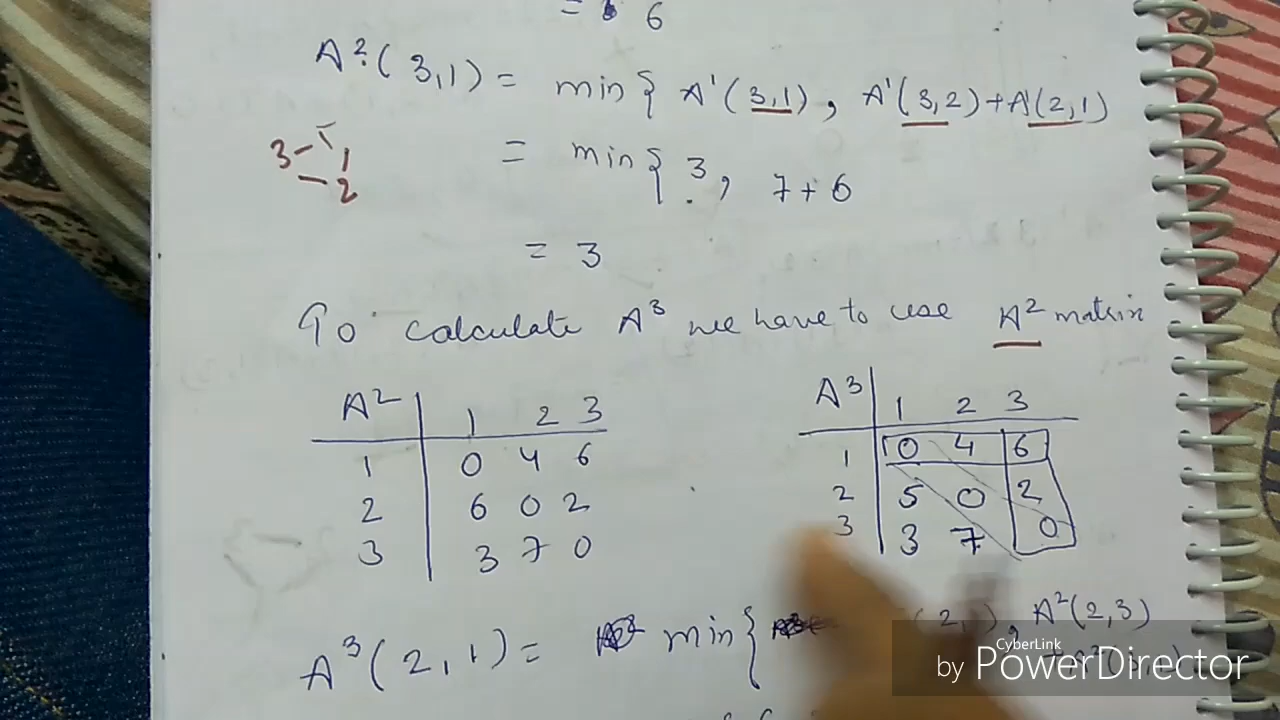 = 6
A²(3,1) = min{ A¹(3,1), A¹(3,2)+A¹(2,1)
3 1
2
= min{ 3, 7+6
= 3
To calculate A³ we have to use A² matrix
A² 1 2 3
1 0 4 6
2 6 0 2
3 3 7 0
A³ 1 2 3
1 0 4 6
2 5 0 2
3 3 7 0
A³(2,1) = min{ A²(2,3)
CyberLink
by PowerDirector